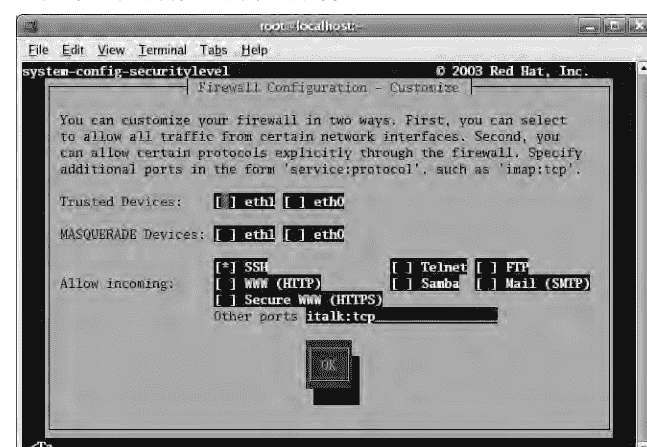 root@localhost:~
File Edit View Terminal Tabs Help
system-config-securitylevel © 2003 Red Hat, Inc.
Firewall Configuration - Customize
You can customize your firewall in two ways. First, you can select
to allow all traffic from certain network interfaces. Second, you
can allow certain protocols explicitly through the firewall. Specify
additional ports in the form 'service:protocol', such as 'imap:tcp'.
Trusted Devices: [ ] eth1 [ ] eth0
MASQUERADE Devices: [ ] eth1 [ ] eth0
[*] SSH [ ] Telnet [ ] FTP
Allow incoming: [ ] WWW (HTTP) [ ] Samba [ ] Mail (SMTP)
[ ] Secure WWW (HTTPS)
Other ports italk:tcp
OK